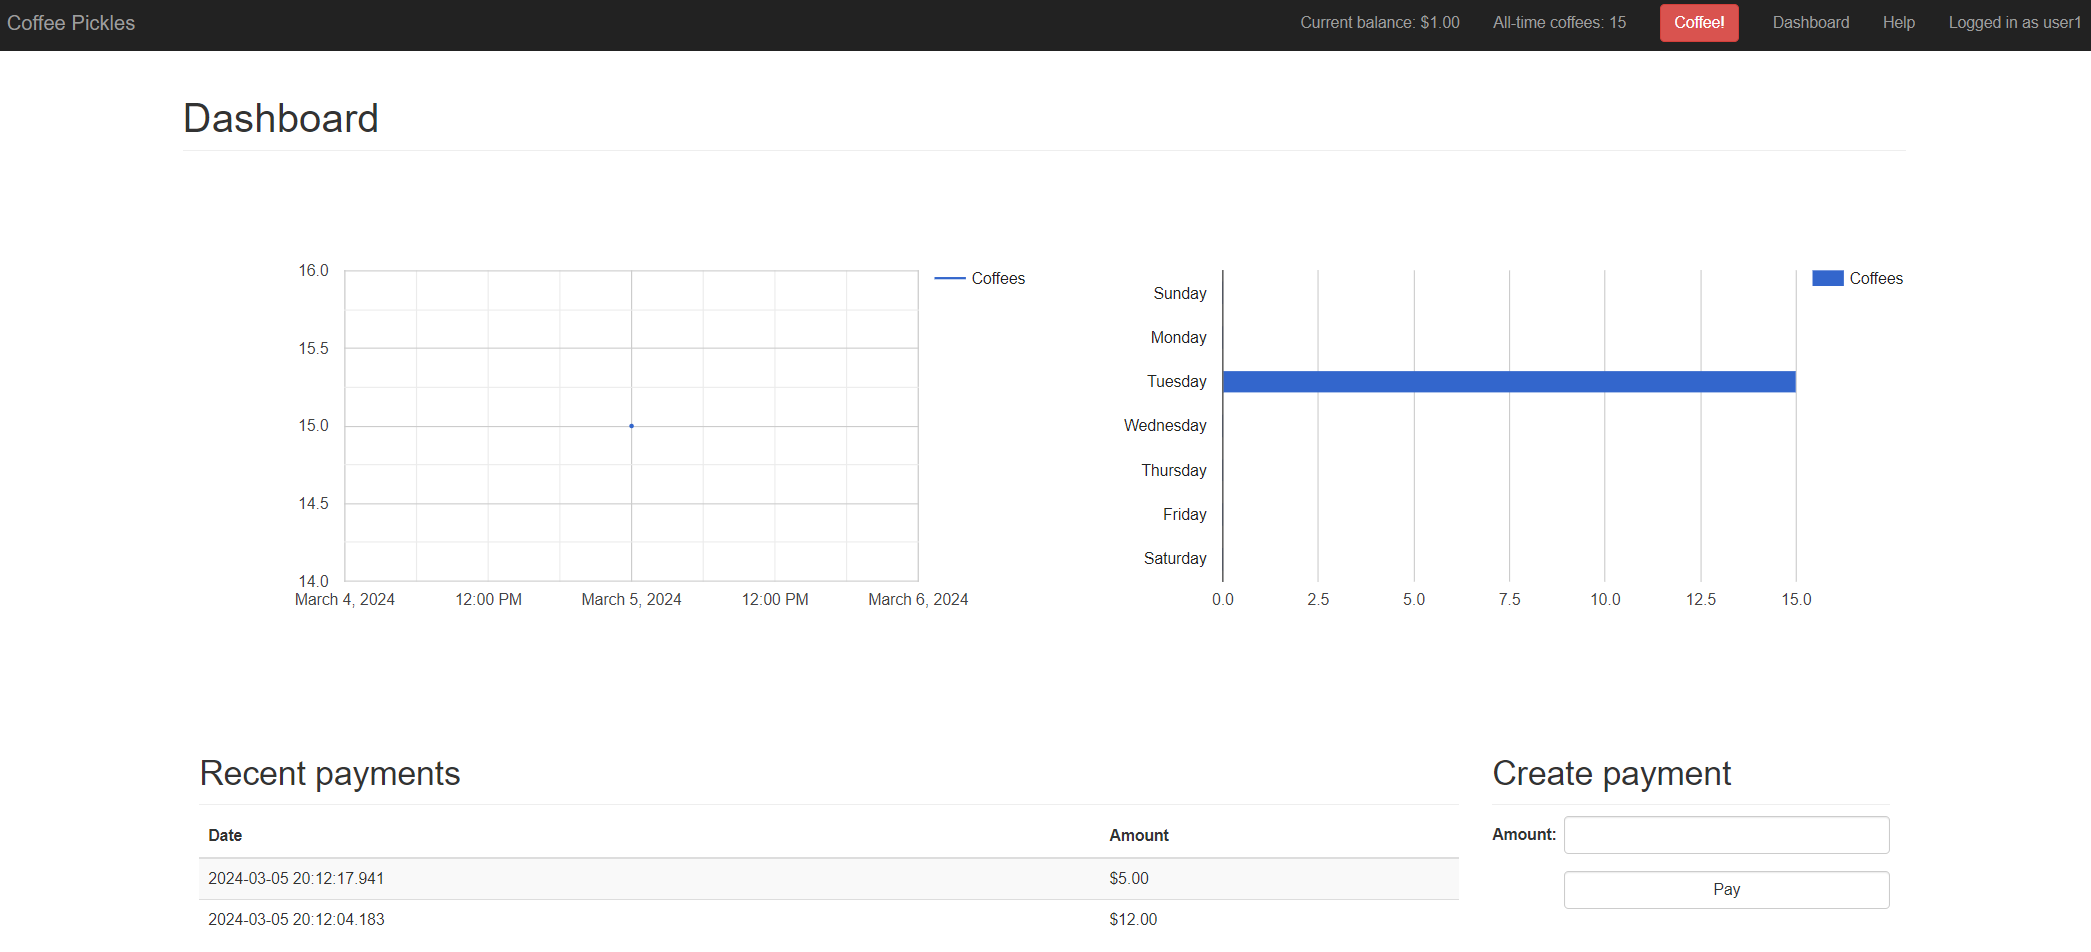 Coffee Pickles
Current balance: $1.00 All-time coffees: 15 Coffee! Dashboard Help Logged in as user1
Dashboard
16.0
15.5
15.0
14.5
14.0
March 4, 2024 12:00 PM March 5, 2024 12:00 PM March 6, 2024
Coffees
Sunday
Monday
Tuesday
Wednesday
Thursday
Friday
Saturday
0.0 2.5 5.0 7.5 10.0 12.5 15.0
Coffees
Recent payments
Date Amount
2024-03-05 20:12:17.941 $5.00
2024-03-05 20:12:04.183 $12.00
Create payment
Amount:
Pay